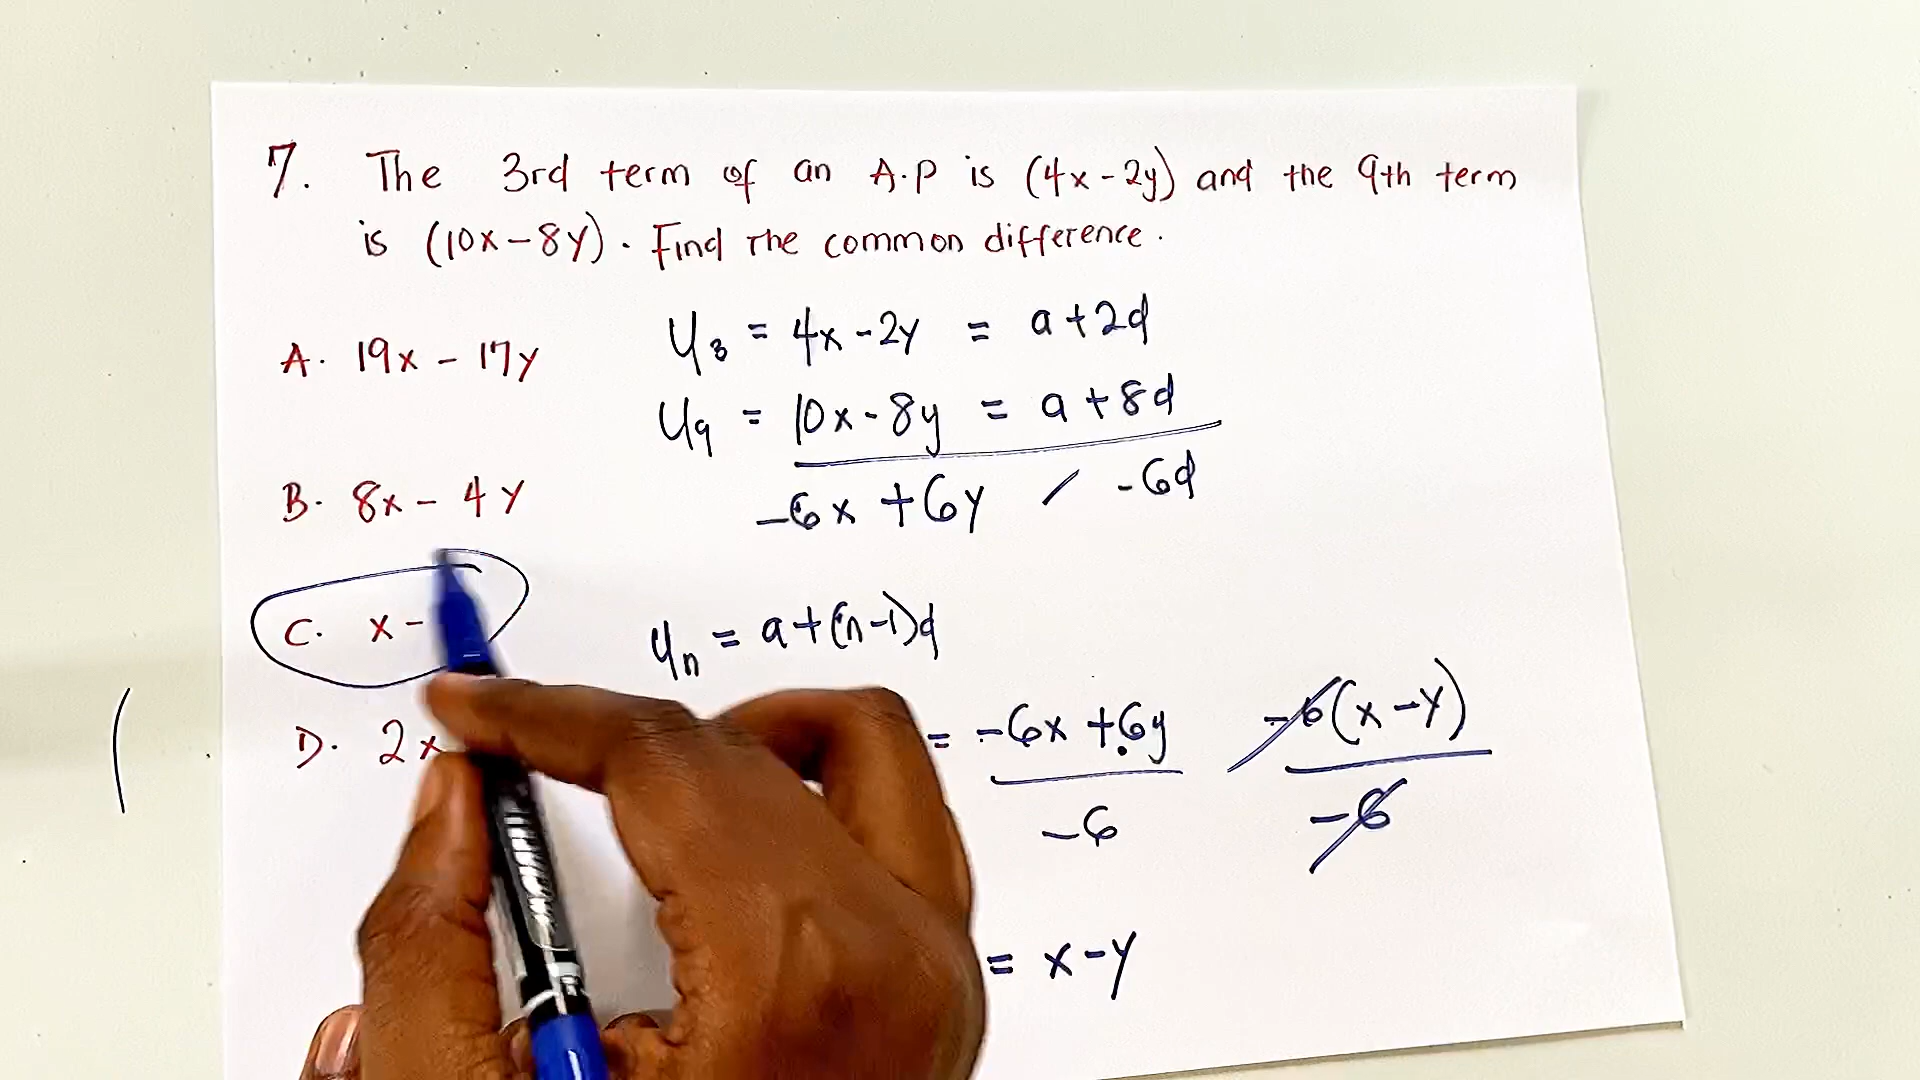 7. The 3rd term of an A.P is (4x-2y) and the 9th term
is (10x-8y). Find the common difference.
A. 19x - 17y
B. 8x - 4y
C. x -
D. 2x
U₃ = 4x-2y = a+2d
U₉ = 10x-8y = a+8d
-6x+6y / -6d
Uₙ = a+(n-1)d
= -6x+6y
-6
-6(x-y)
-6
= x-y